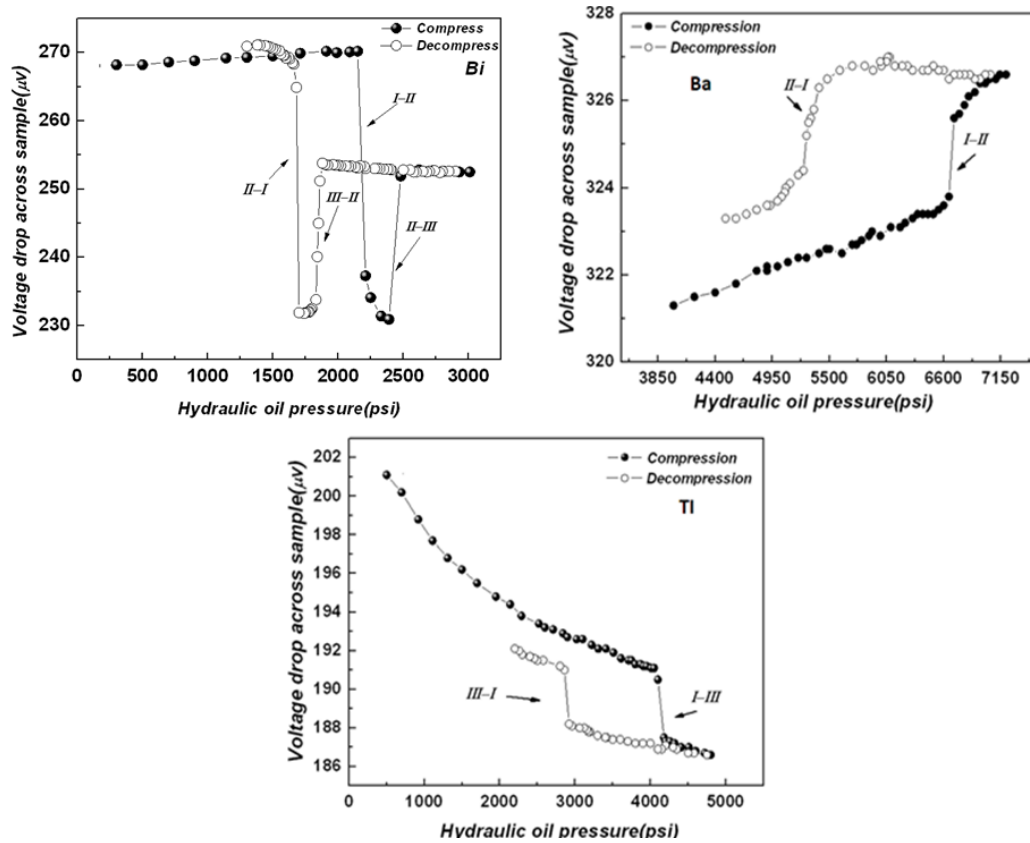 Compress
Decompress
Bi
I–II
II–I
III–II
II–III
270
260
250
240
230
0
500
1000
1500
2000
2500
3000
Voltage drop across sample(μv)
Hydraulic oil pressure(psi)
Compression
Decompression
Ba
II–I
I–II
328
326
324
322
320
3850
4400
4950
5500
6050
6600
7150
Voltage drop across sample(μv)
Hydraulic oil pressure(psi)
Compression
Decompression
Tl
III–I
I–III
202
200
198
196
194
192
190
188
186
0
1000
2000
3000
4000
5000
Voltage drop across sample(μv)
Hydraulic oil pressure(psi)